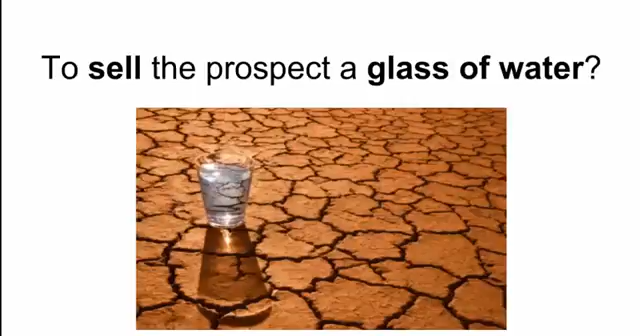 To sell the prospect a glass of water?